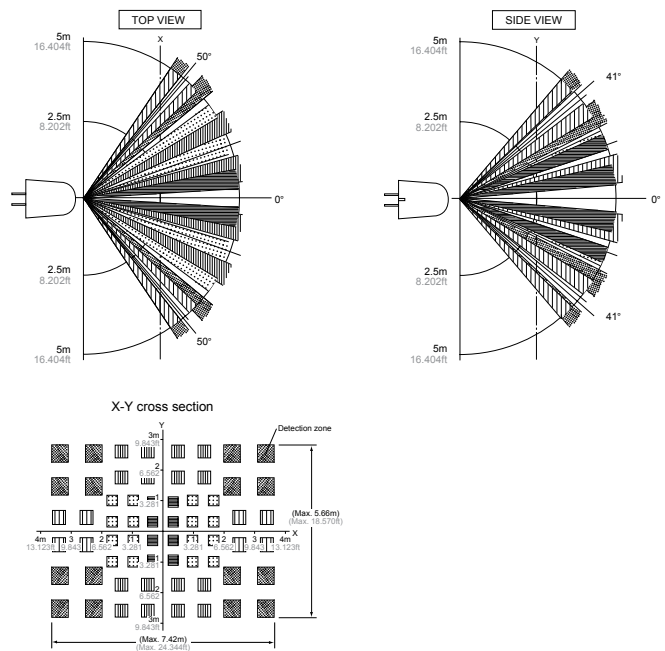 TOP VIEW
SIDE VIEW
5m
16.404ft
X
50°
2.5m
8.202ft
0°
2.5m
8.202ft
50°
5m
16.404ft
5m
16.404ft
Y
41°
2.5m
8.202ft
0°
2.5m
8.202ft
41°
5m
16.404ft
X-Y cross section
Y
Detection zone
3m
9.843ft
2
6.562
1
3.281
(Max. 5.66m)
(Max. 18.570ft)
4m 3 2 1 1 2 3 4m X
13.123ft 9.843 6.562 3.281 3.281 6.562 9.843 13.123ft
1
3.281
2
6.562
3m
9.843ft
(Max. 7.42m)
(Max. 24.344ft)